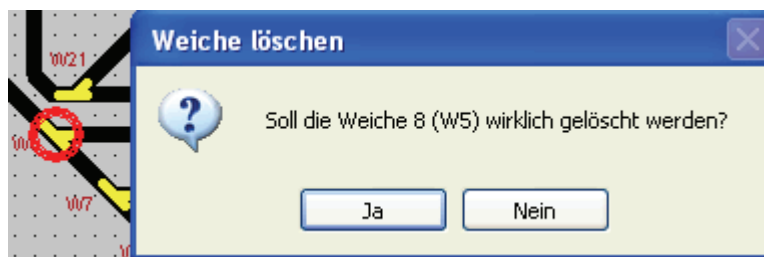 Weiche löschen
W21
Soll die Weiche 8 (W5) wirklich gelöscht werden?
W7
Ja
Nein